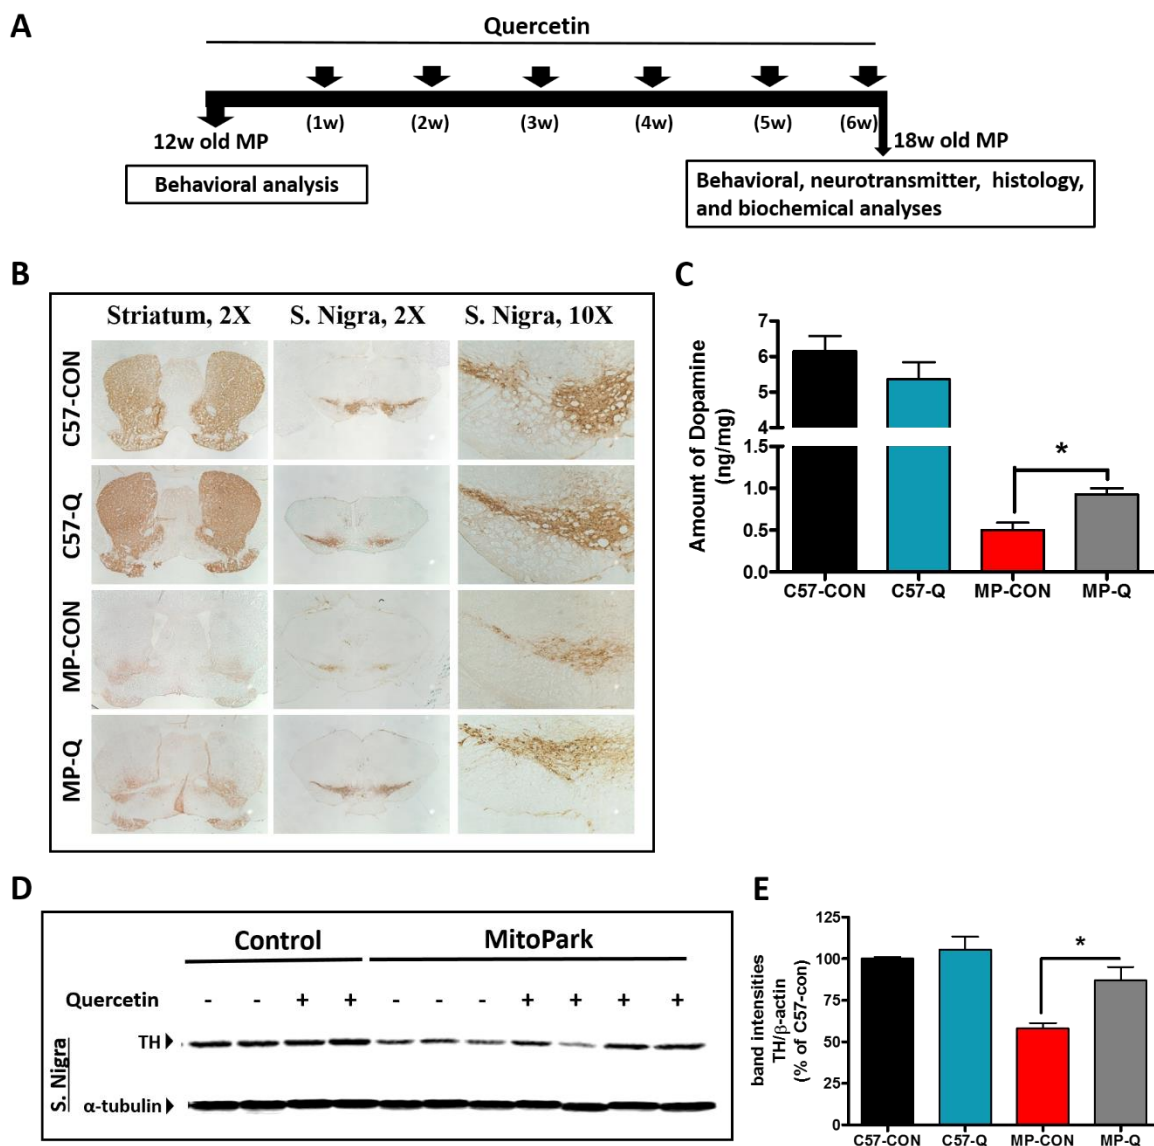 A
Quercetin
(1w) (2w) (3w) (4w) (5w) (6w)
12w old MP
18w old MP
Behavioral analysis
Behavioral, neurotransmitter, histology,
and biochemical analyses
B
Striatum, 2X S. Nigra, 2X S. Nigra, 10X
C57-CON
C57-Q
MP-CON
MP-Q
C
Amount of Dopamine
(ng/mg)
7
6
5
4
1.5
1.0
0.5
0.0
*
C57-CON C57-Q MP-CON MP-Q
D
Control MitoPark
Quercetin - - + + - - - + + + +
S. Nigra
TH
α-tubulin
E
band intensities
TH/β-actin
(% of C57-con)
125
100
75
50
25
0
*
C57-CON C57-Q MP-CON MP-Q